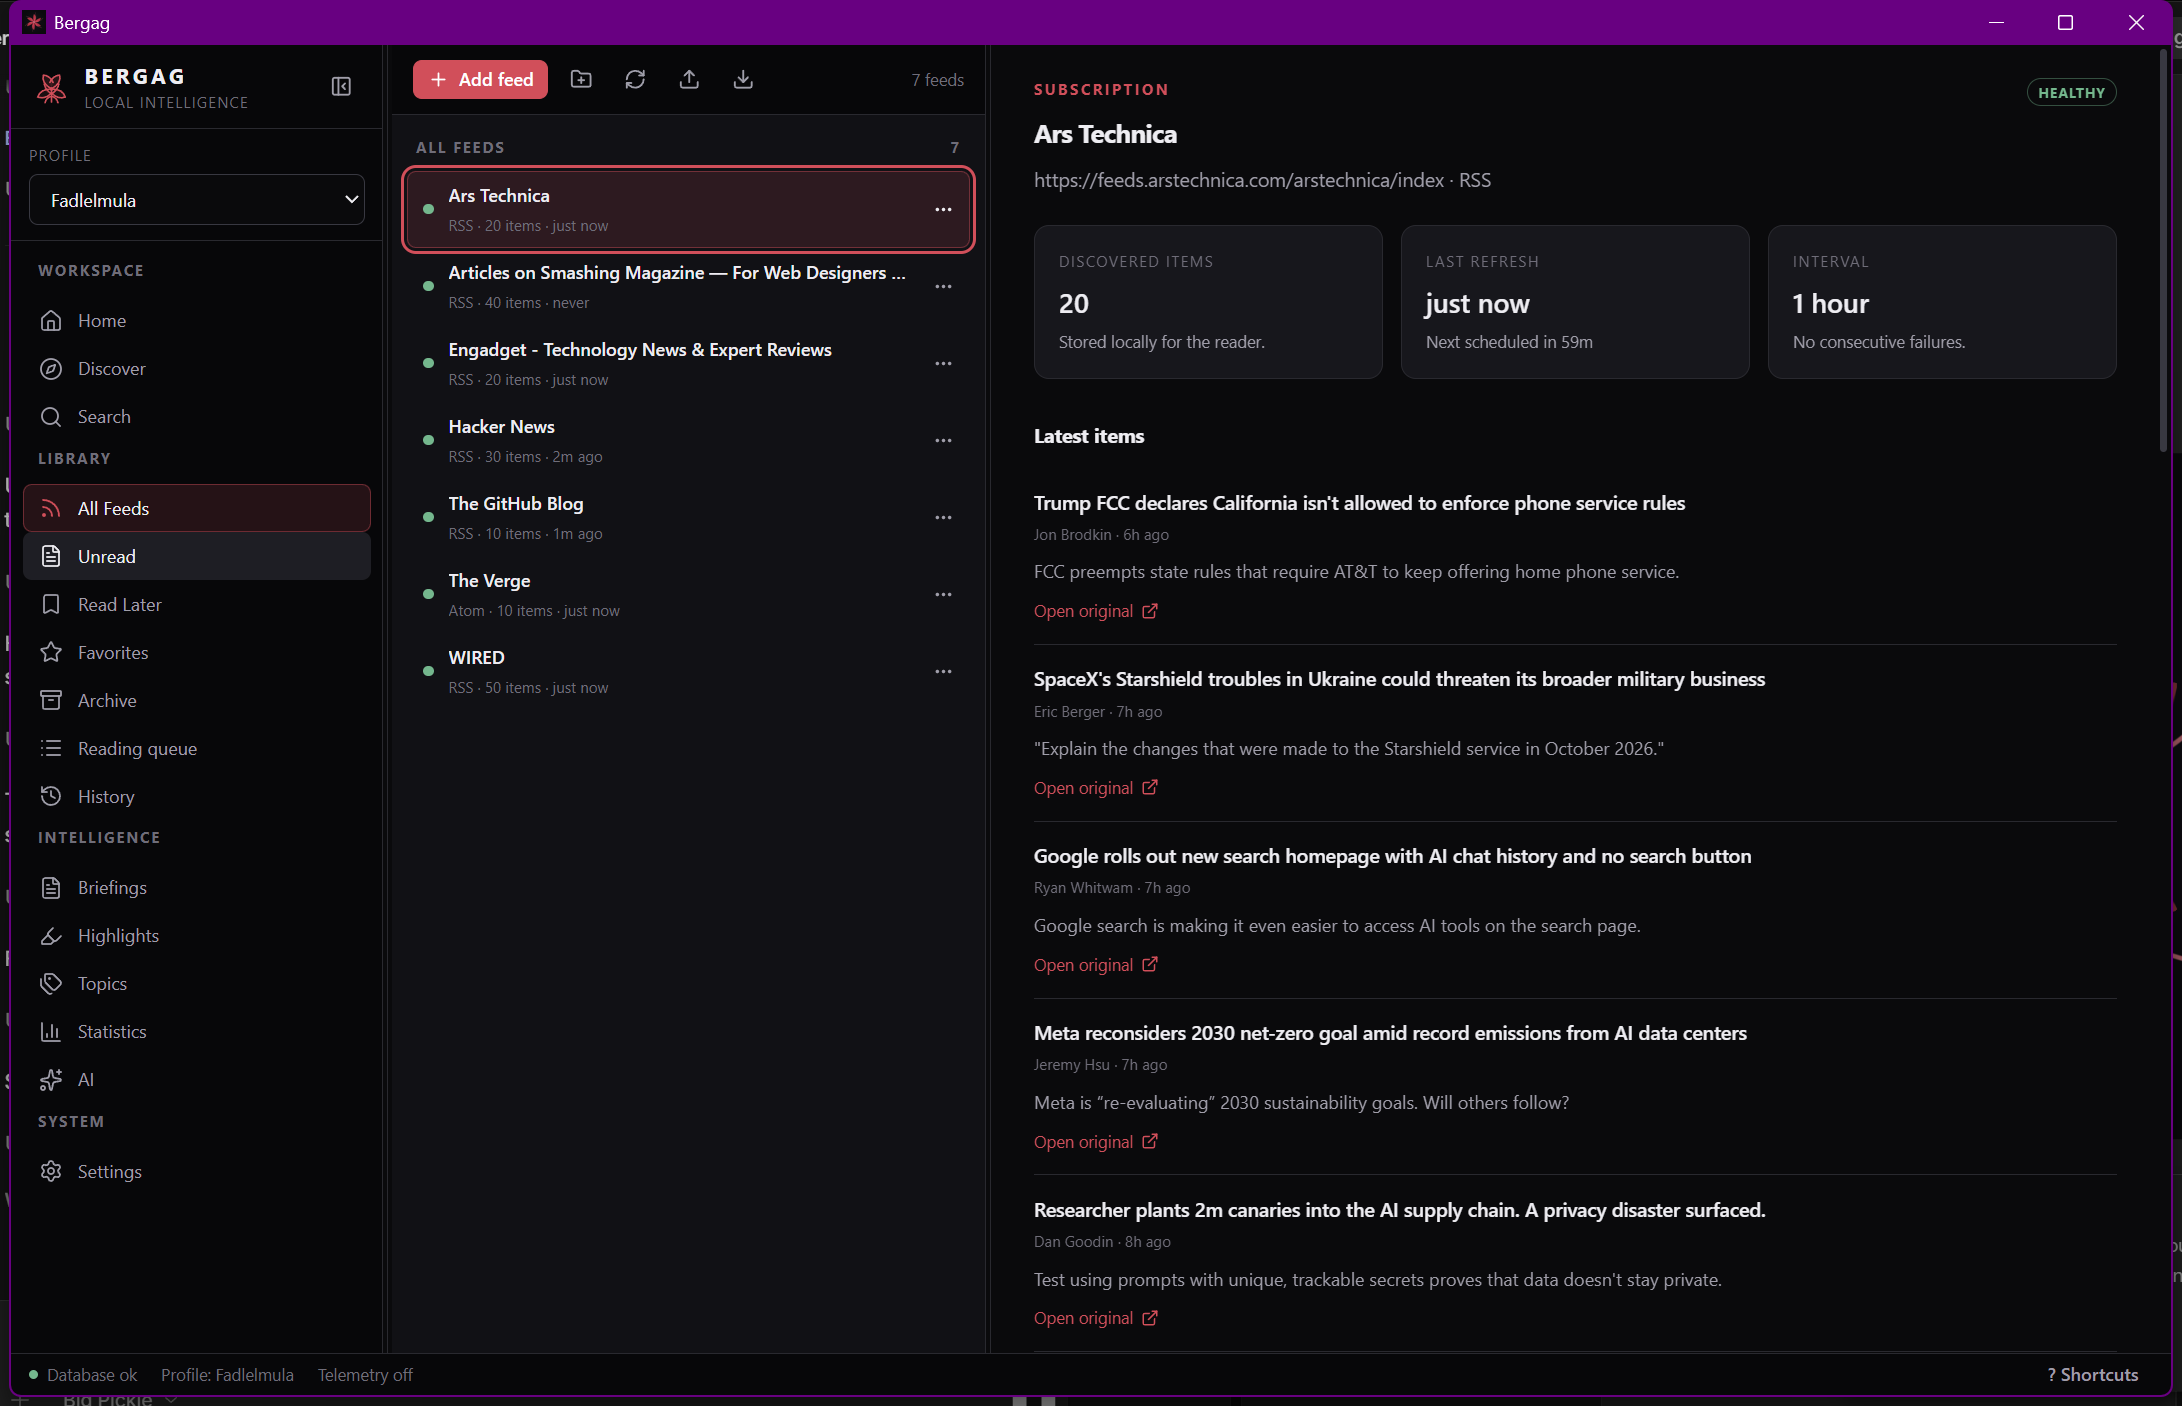 Bergag
BERGAG
LOCAL INTELLIGENCE
PROFILE
Fadlelmula
WORKSPACE
Home
Discover
Search
LIBRARY
All Feeds
Unread
Read Later
Favorites
Archive
Reading queue
History
INTELLIGENCE
Briefings
Highlights
Topics
Statistics
AI
SYSTEM
Settings
Add feed
7 feeds
ALL FEEDS 7
Ars Technica
RSS · 20 items · just now
Articles on Smashing Magazine — For Web Designers ...
RSS · 40 items · never
Engadget - Technology News & Expert Reviews
RSS · 20 items · just now
Hacker News
RSS · 30 items · 2m ago
The GitHub Blog
RSS · 10 items · 1m ago
The Verge
Atom · 10 items · just now
WIRED
RSS · 50 items · just now
SUBSCRIPTION
HEALTHY
Ars Technica
https://feeds.arstechnica.com/arstechnica/index · RSS
DISCOVERED ITEMS
20
Stored locally for the reader.
LAST REFRESH
just now
Next scheduled in 59m
INTERVAL
1 hour
No consecutive failures.
Latest items
Trump FCC declares California isn't allowed to enforce phone service rules
Jon Brodkin · 6h ago
FCC preempts state rules that require AT&T to keep offering home phone service.
Open original
SpaceX's Starshield troubles in Ukraine could threaten its broader military business
Eric Berger · 7h ago
"Explain the changes that were made to the Starshield service in October 2026."
Open original
Google rolls out new search homepage with AI chat history and no search button
Ryan Whitwam · 7h ago
Google search is making it even easier to access AI tools on the search page.
Open original
Meta reconsiders 2030 net-zero goal amid record emissions from AI data centers
Jeremy Hsu · 7h ago
Meta is “re-evaluating” 2030 sustainability goals. Will others follow?
Open original
Researcher plants 2m canaries into the AI supply chain. A privacy disaster surfaced.
Dan Goodin · 8h ago
Test using prompts with unique, trackable secrets proves that data doesn't stay private.
Open original
Database ok Profile: Fadlelmula Telemetry off
? Shortcuts
Big Pickle